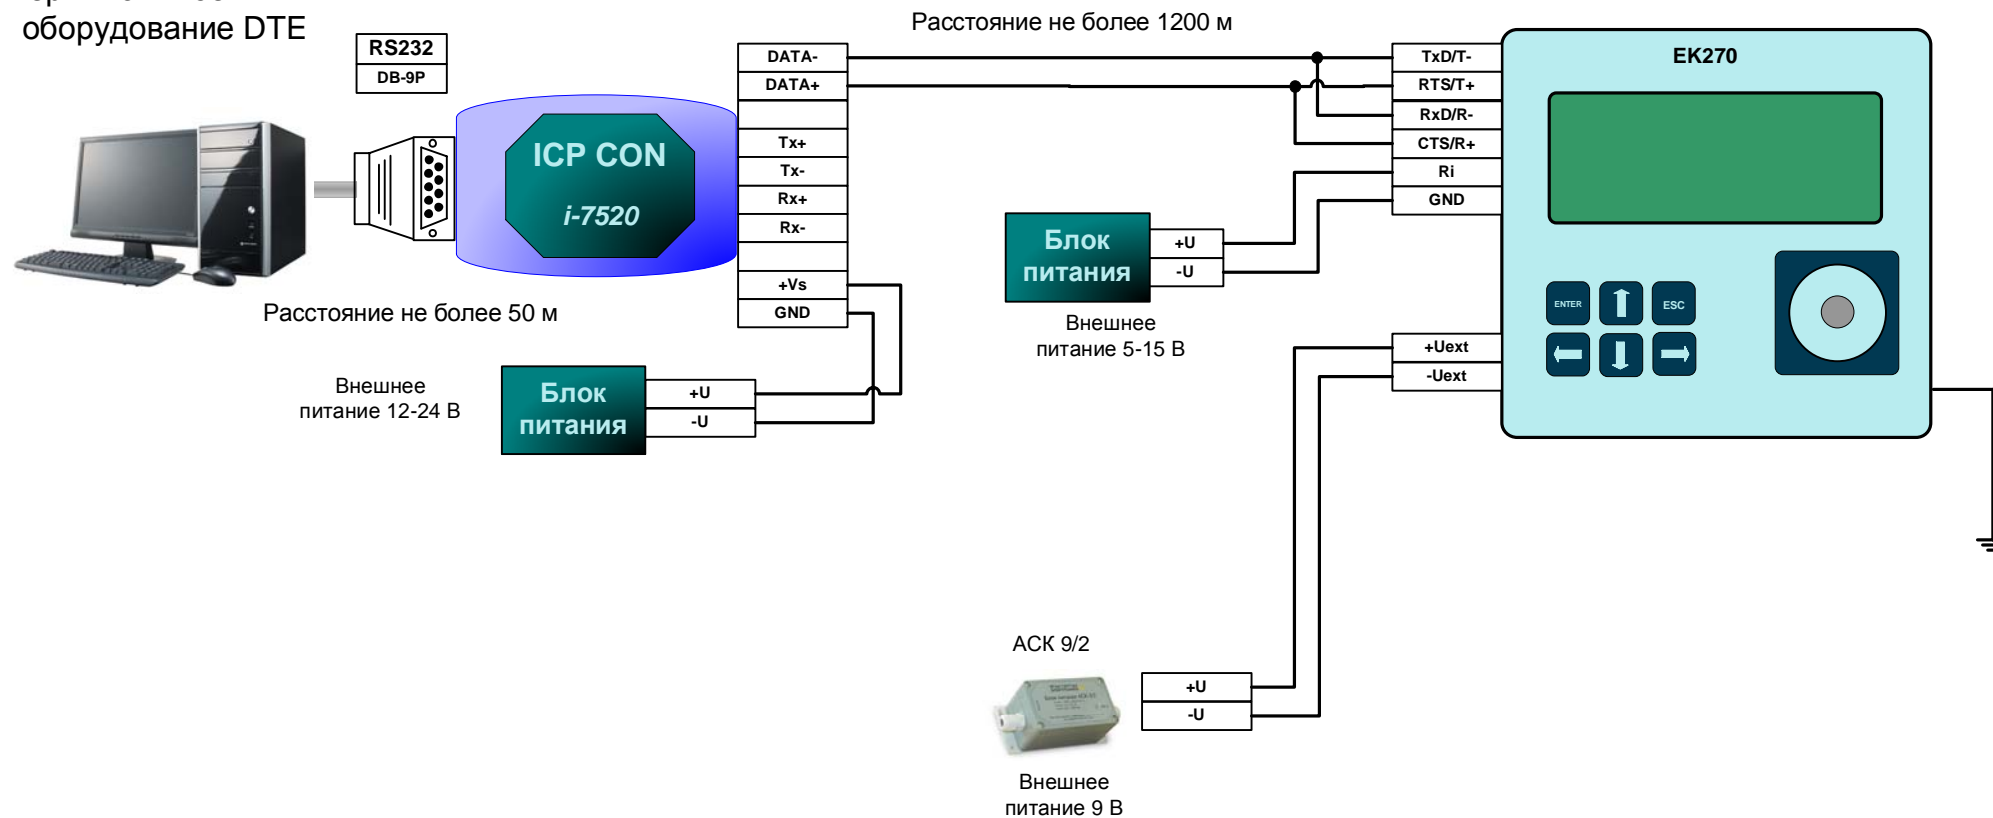 оборудование DTE
RS232
DB-9P
ICP CON
i-7520
DATA-
DATA+
Tx+
Tx-
Rx+
Rx-
+Vs
GND
Расстояние не более 50 м
Внешнее
питание 12-24 В
Блок
питания
+U
-U
Расстояние не более 1200 м
Блок
питания
+U
-U
Внешнее
питание 5-15 В
TxD/T-
RTS/T+
RxD/R-
CTS/R+
Ri
GND
+Uext
-Uext
EK270
ENTER
ESC
АСК 9/2
+U
-U
Внешнее
питание 9 В